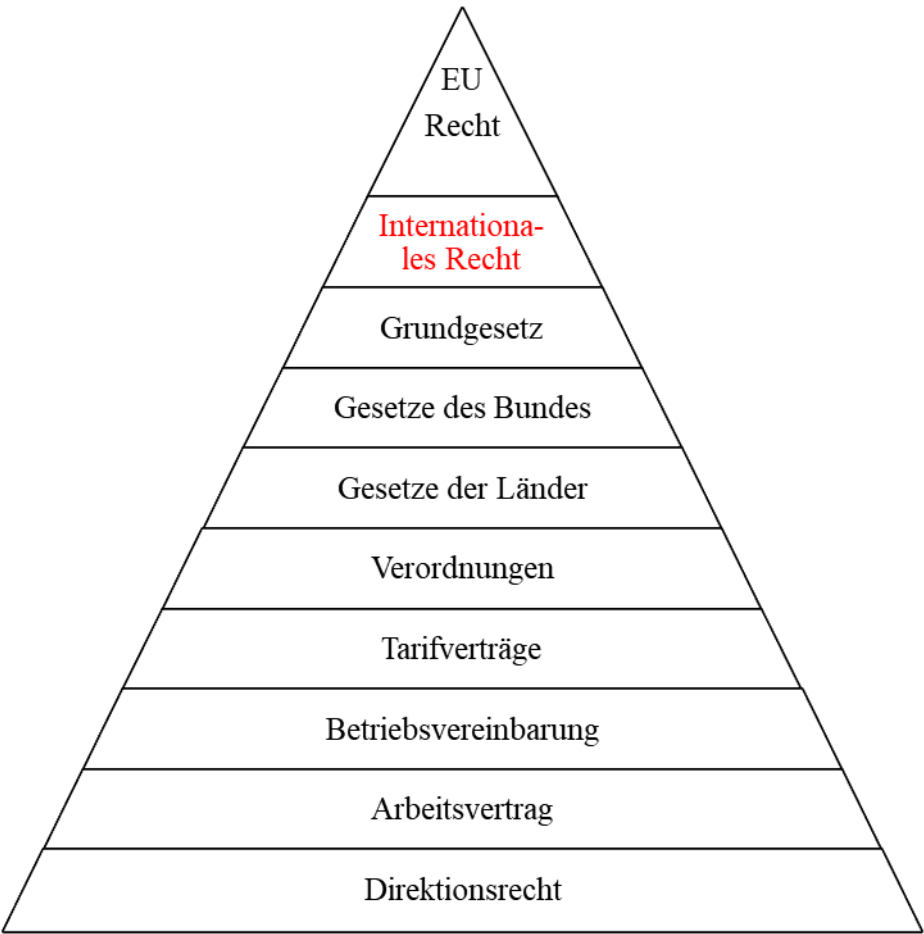 EU
Recht
Internationa-
les Recht
Grundgesetz
Gesetze des Bundes
Gesetze der Länder
Verordnungen
Tarifverträge
Betriebsvereinbarung
Arbeitsvertrag
Direktionsrecht